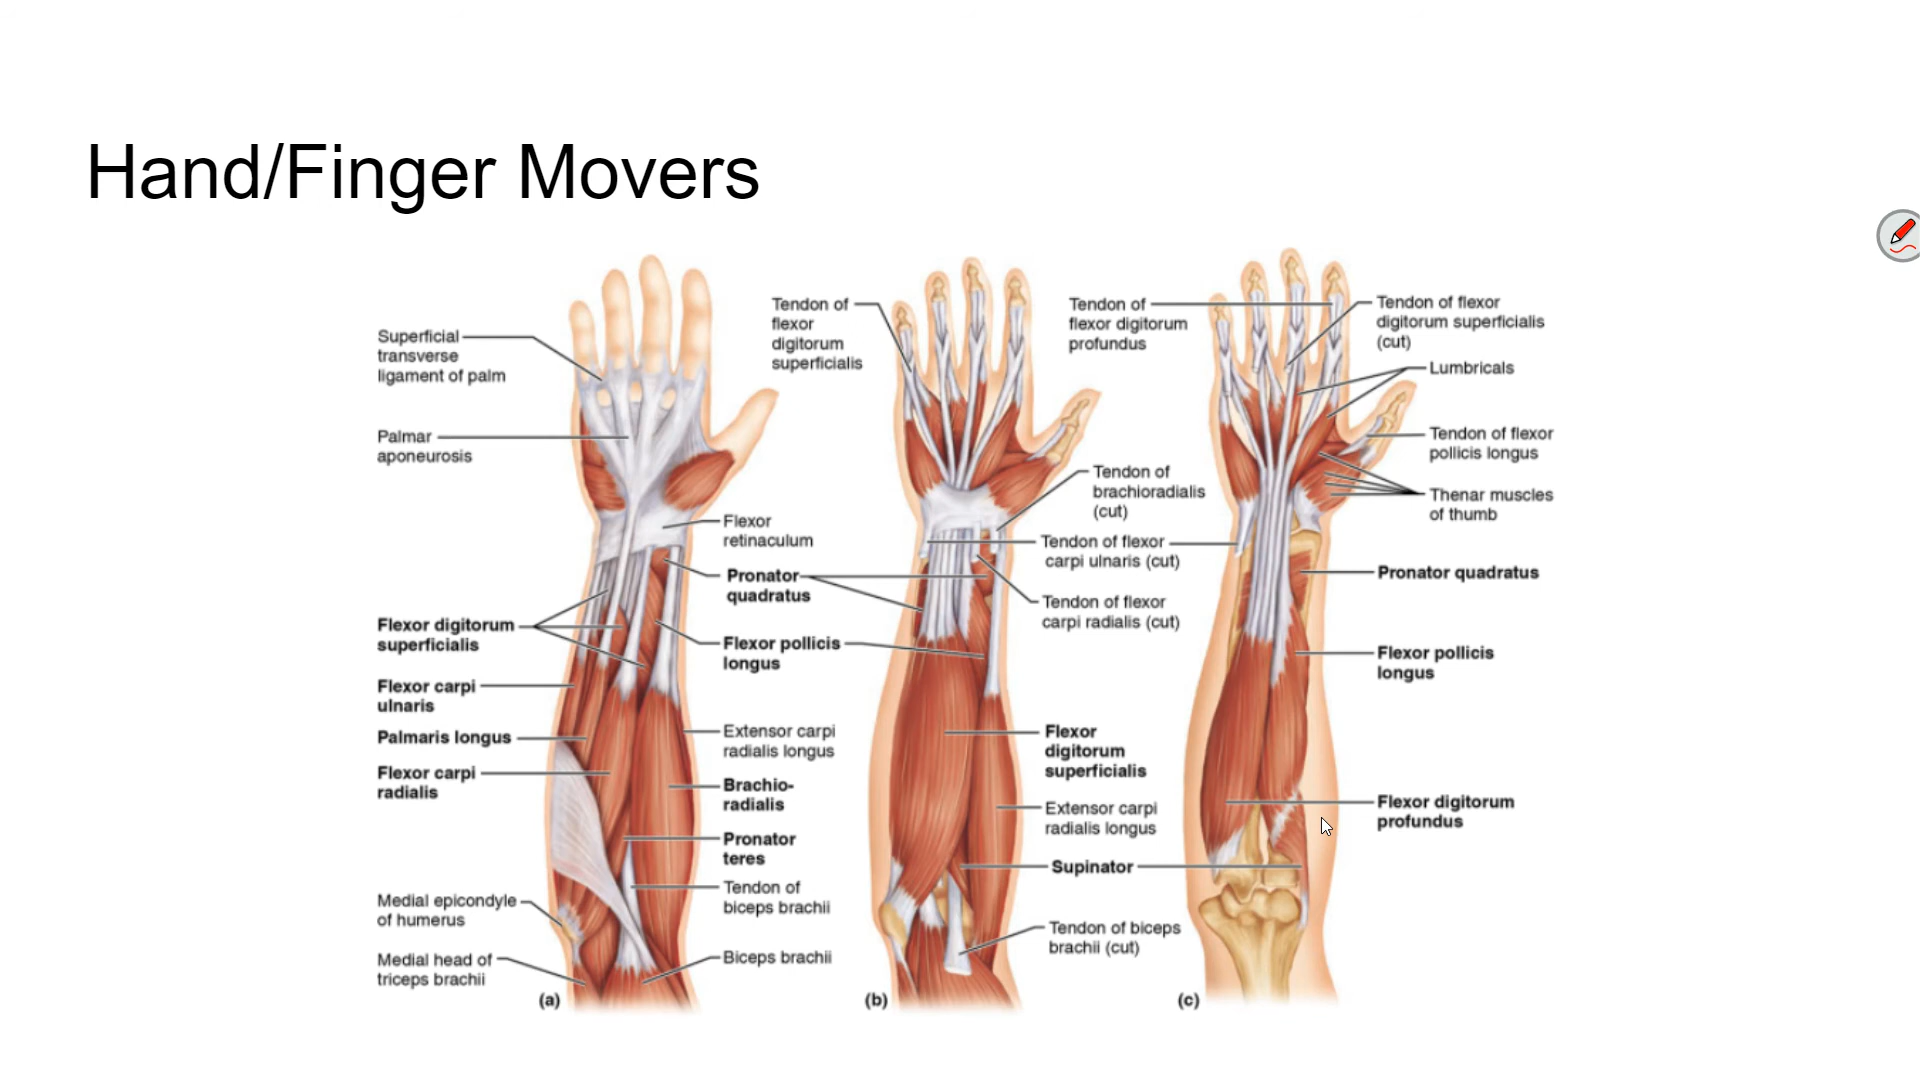 Hand/Finger Movers
Superficial
transverse
ligament of palm
Palmar
aponeurosis
Flexor digitorum
superficialis
Flexor carpi
ulnaris
Palmaris longus
Flexor carpi
radialis
Medial epicondyle
of humerus
Medial head of
triceps brachii
(a)
Flexor
retinaculum
Pronator
quadratus
Flexor pollicis
longus
Extensor carpi
radialis longus
Brachio-
radialis
Pronator
teres
Tendon of
biceps brachii
Biceps brachii
Tendon of
flexor
digitorum
superficialis
(b)
Tendon of
brachioradialis
(cut)
Tendon of flexor
carpi ulnaris (cut)
Tendon of flexor
carpi radialis (cut)
Flexor
digitorum
superficialis
Extensor carpi
radialis longus
Supinator
Tendon of biceps
brachii (cut)
Tendon of
flexor digitorum
profundus
(c)
Tendon of flexor
digitorum superficialis
(cut)
Lumbricals
Tendon of flexor
pollicis longus
Thenar muscles
of thumb
Pronator quadratus
Flexor pollicis
longus
Flexor digitorum
profundus